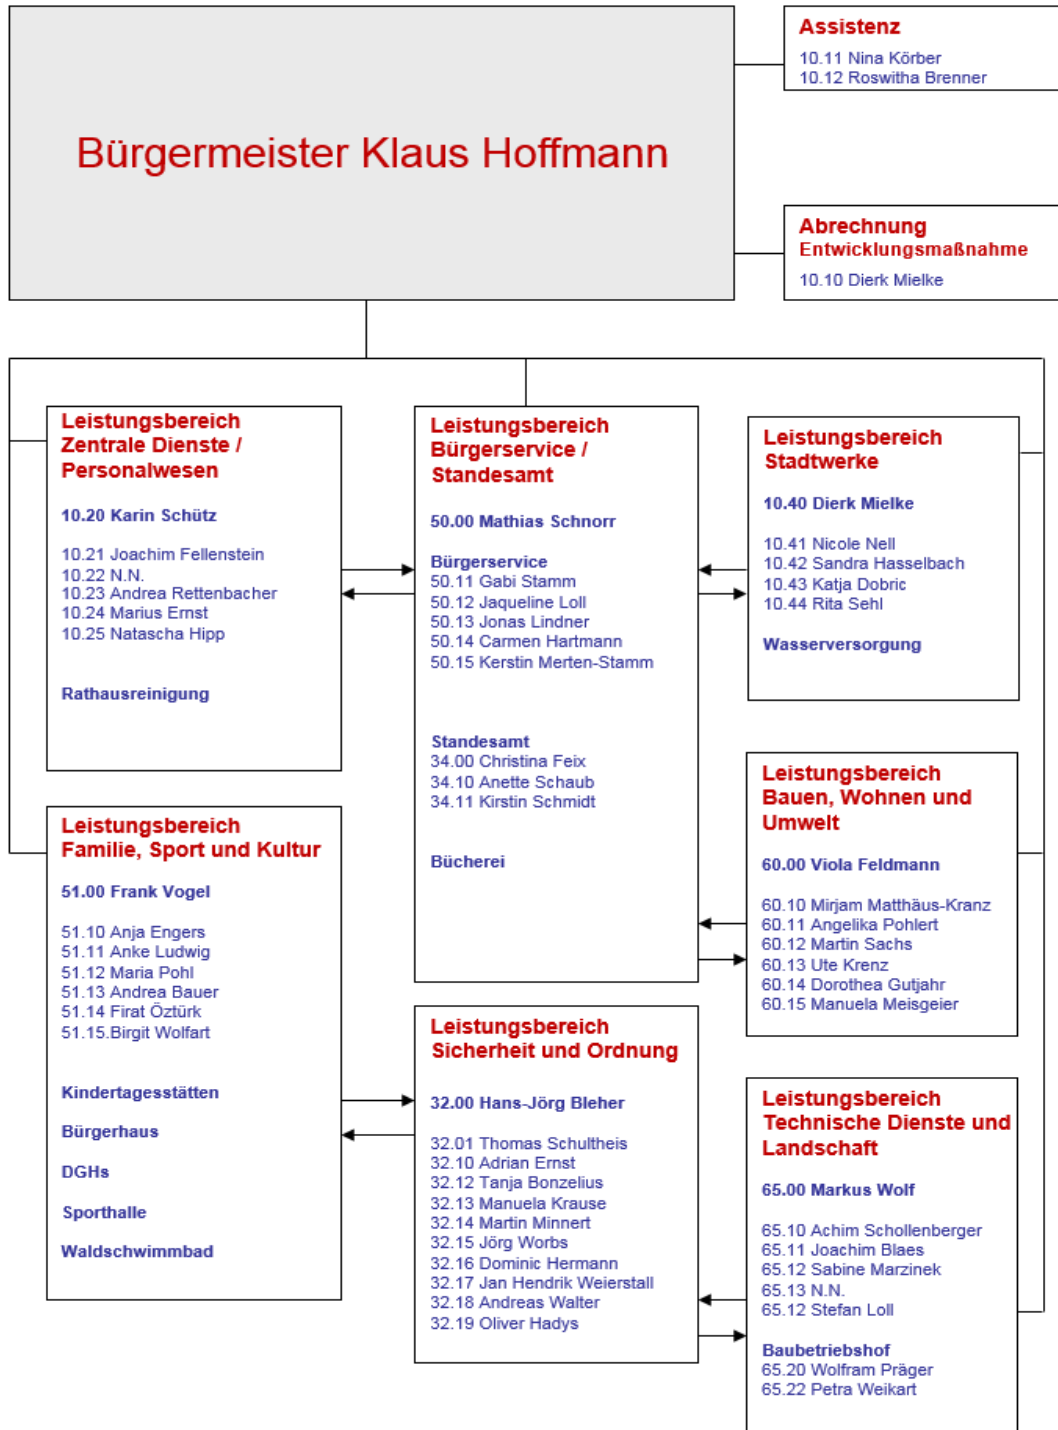 Bürgermeister Klaus Hoffmann
Assistenz
10.11 Nina Körber
10.12 Roswitha Brenner
Abrechnung
Entwicklungsmaßnahme
10.10 Dierk Mielke
Leistungsbereich
Zentrale Dienste /
Personalwesen
10.20 Karin Schütz
10.21 Joachim Fellenstein
10.22 N.N.
10.23 Andrea Rettenbacher
10.24 Marius Ernst
10.25 Natascha Hipp
Rathausreinigung
Leistungsbereich
Bürgerservice /
Standesamt
50.00 Mathias Schnorr
Bürgerservice
50.11 Gabi Stamm
50.12 Jaqueline Loll
50.13 Jonas Lindner
50.14 Carmen Hartmann
50.15 Kerstin Merten-Stamm
Standesamt
34.00 Christina Feix
34.10 Anette Schaub
34.11 Kirstin Schmidt
Bücherei
Leistungsbereich
Stadtwerke
10.40 Dierk Mielke
10.41 Nicole Nell
10.42 Sandra Hasselbach
10.43 Katja Dobric
10.44 Rita Sehl
Wasserversorgung
Leistungsbereich
Familie, Sport und Kultur
51.00 Frank Vogel
51.10 Anja Engers
51.11 Anke Ludwig
51.12 Maria Pohl
51.13 Andrea Bauer
51.14 Firat Öztürk
51.15.Birgit Wolfart
Kindertagesstätten
Bürgerhaus
DGHs
Sporthalle
Waldschwimmbad
Leistungsbereich
Sicherheit und Ordnung
32.00 Hans-Jörg Bleher
32.01 Thomas Schultheis
32.10 Adrian Ernst
32.12 Tanja Bonzelius
32.13 Manuela Krause
32.14 Martin Minnert
32.15 Jörg Worbs
32.16 Dominic Hermann
32.17 Jan Hendrik Weierstall
32.18 Andreas Walter
32.19 Oliver Hadys
Leistungsbereich
Bauen, Wohnen und
Umwelt
60.00 Viola Feldmann
60.10 Mirjam Matthäus-Kranz
60.11 Angelika Pohlert
60.12 Martin Sachs
60.13 Ute Krenz
60.14 Dorothea Gutjahr
60.15 Manuela Meisgeier
Leistungsbereich
Technische Dienste und
Landschaft
65.00 Markus Wolf
65.10 Achim Schollenberger
65.11 Joachim Blaes
65.12 Sabine Marzinek
65.13 N.N.
65.12 Stefan Loll
Baubetriebshof
65.20 Wolfram Präger
65.22 Petra Weikart